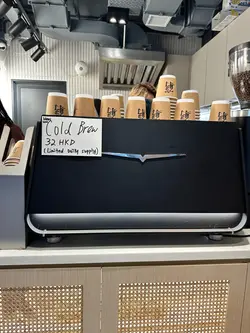 Cold Brew
32 HKD
(Limited daily supply)